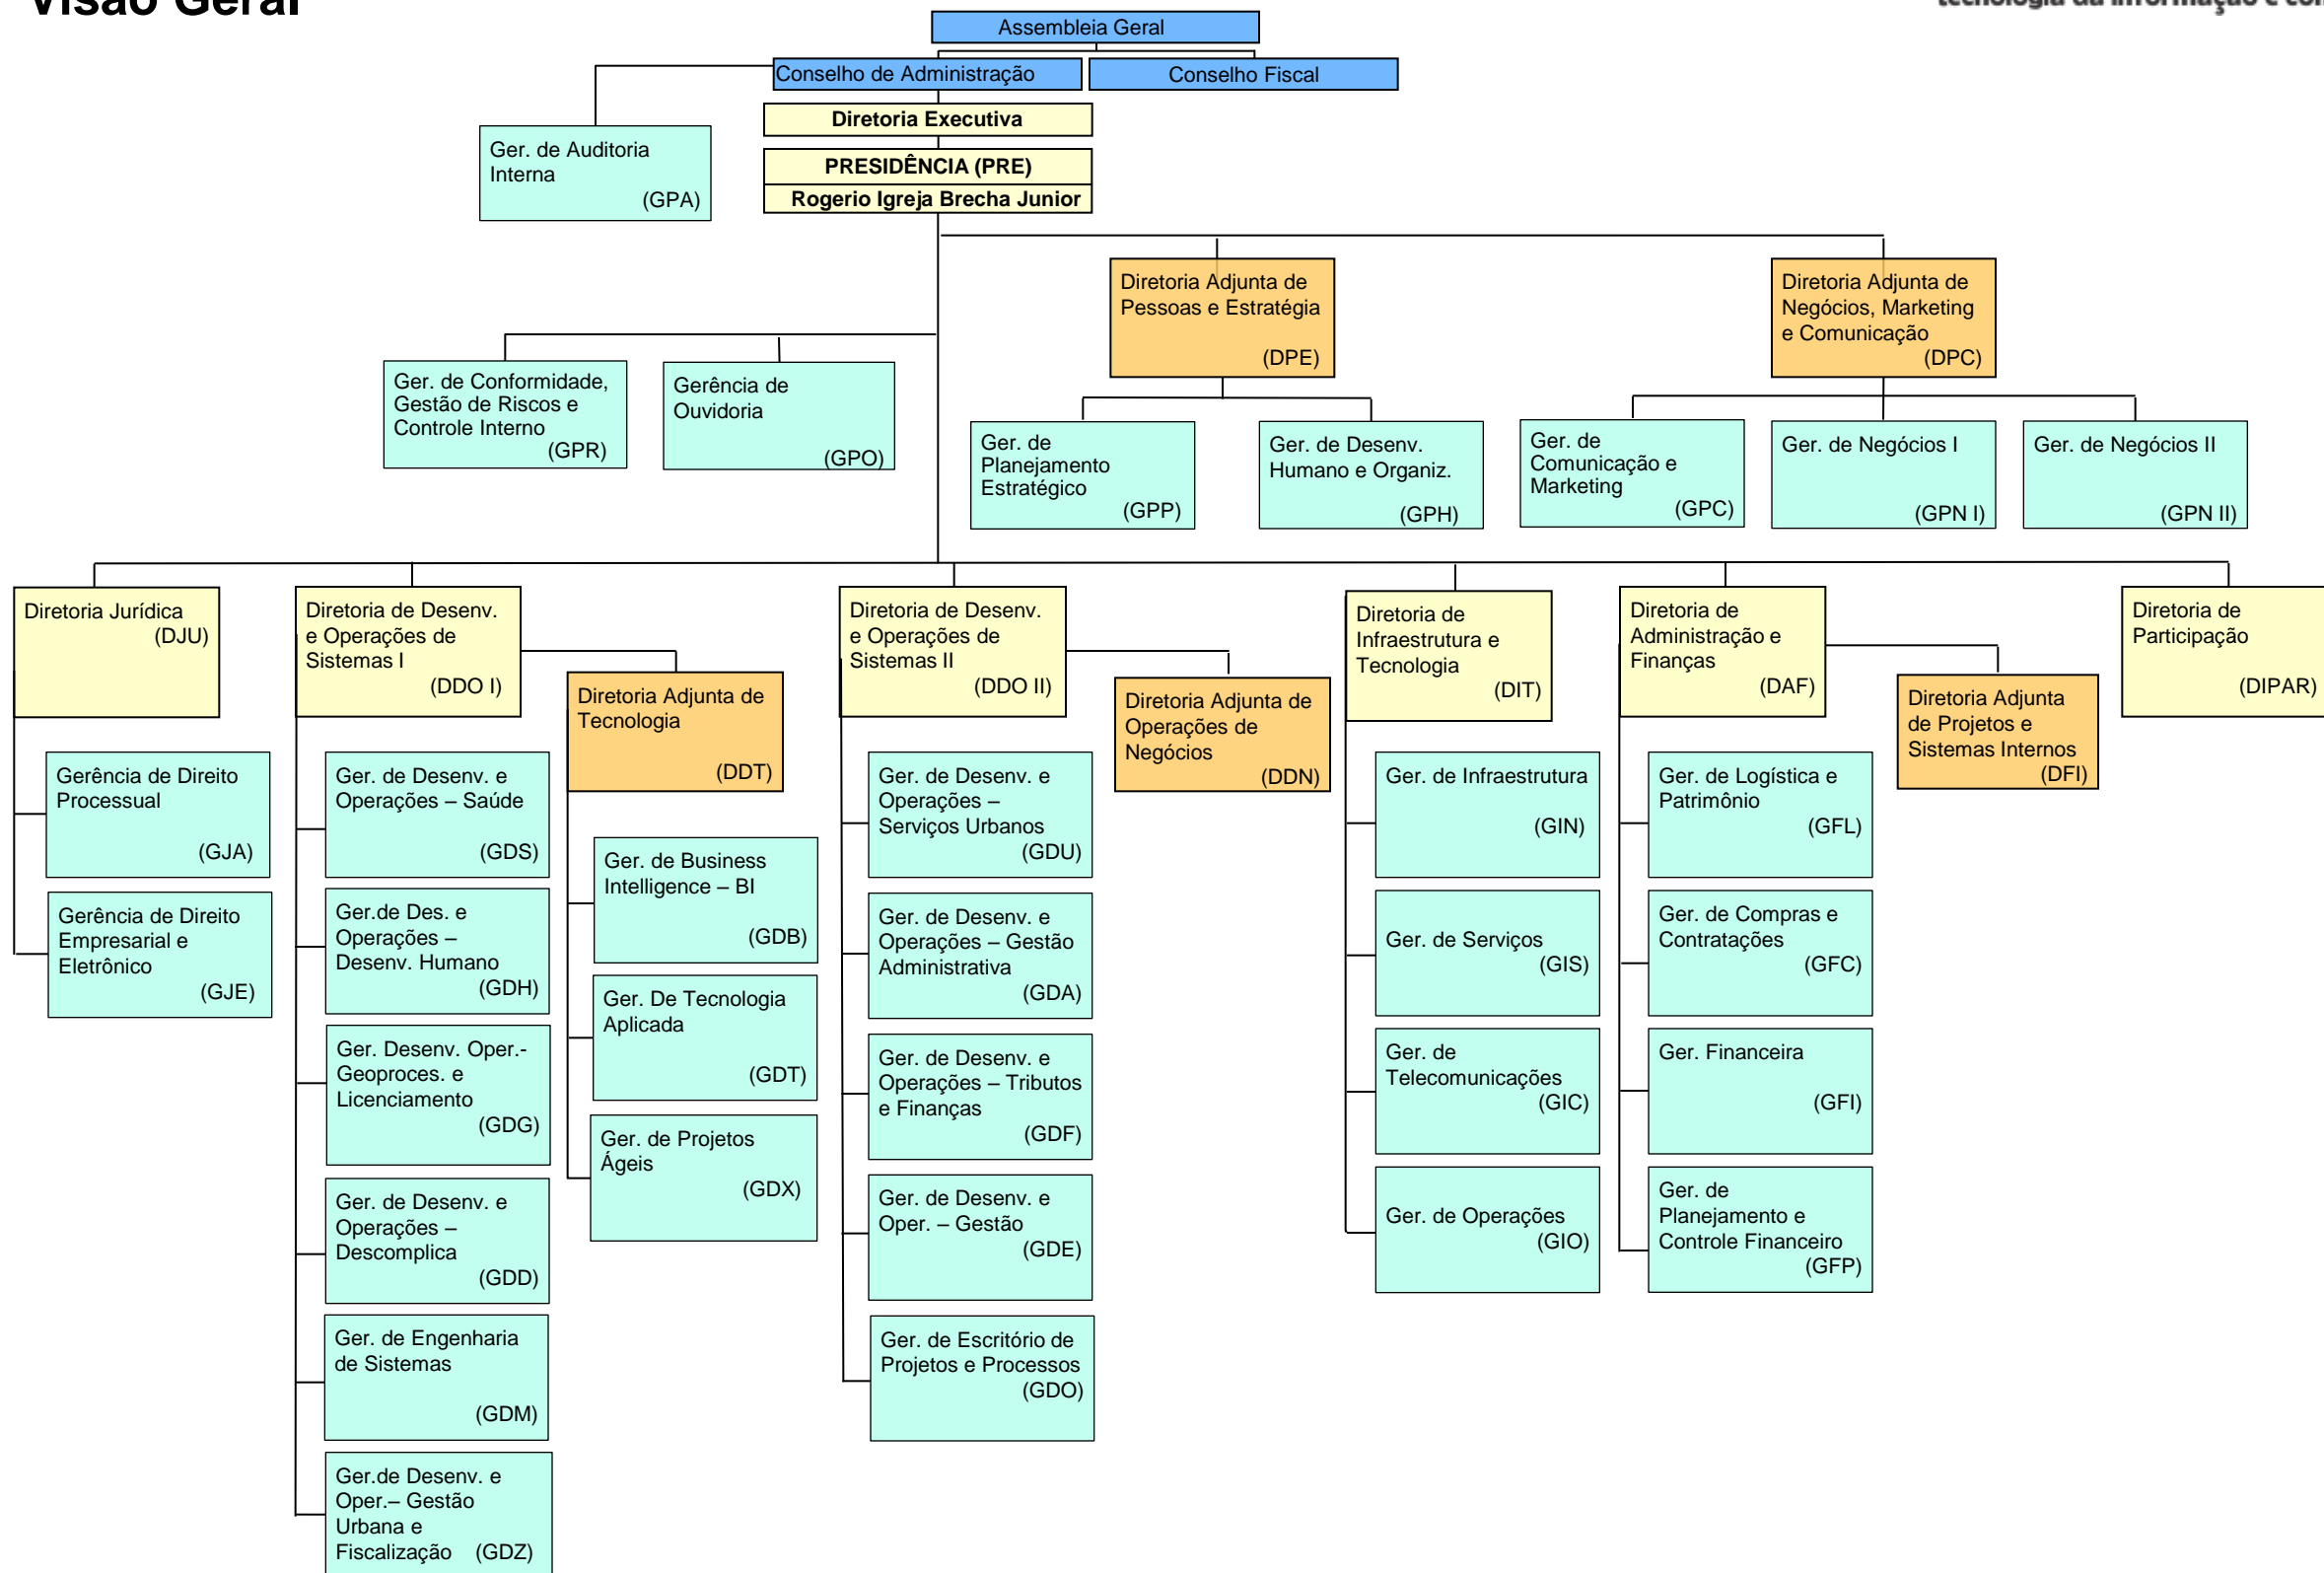 Visão Geral
tecnologia da informação e com
Assembleia Geral
Conselho de Administração
Conselho Fiscal
Diretoria Executiva
Ger. de Auditoria
Interna
(GPA)
PRESIDÊNCIA (PRE)
Rogerio Igreja Brecha Junior
Diretoria Adjunta de
Pessoas e Estratégia
(DPE)
Diretoria Adjunta de
Negócios, Marketing
e Comunicação
(DPC)
Ger. de Conformidade,
Gestão de Riscos e
Controle Interno
(GPR)
Gerência de
Ouvidoria
(GPO)
Ger. de
Planejamento
Estratégico
(GPP)
Ger. de Desenv.
Humano e Organiz.
(GPH)
Ger. de
Comunicação e
Marketing
(GPC)
Ger. de Negócios I
(GPN I)
Ger. de Negócios II
(GPN II)
Diretoria Jurídica
(DJU)
Diretoria de Desenv.
e Operações de
Sistemas I
(DDO I)
Diretoria Adjunta de
Tecnologia
(DDT)
Diretoria de Desenv.
e Operações de
Sistemas II
(DDO II)
Diretoria Adjunta de
Operações de
Negócios
(DDN)
Diretoria de
Infraestrutura e
Tecnologia
(DIT)
Diretoria de
Administração e
Finanças
(DAF)
Diretoria Adjunta
de Projetos e
Sistemas Internos
(DFI)
Diretoria de
Participação
(DIPAR)
Gerência de Direito
Processual
(GJA)
Gerência de Direito
Empresarial e
Eletrônico
(GJE)
Ger. de Desenv. e
Operações – Saúde
(GDS)
Ger.de Des. e
Operações –
Desenv. Humano
(GDH)
Ger. Desenv. Oper.-
Geoproces. e
Licenciamento
(GDG)
Ger. de Desenv. e
Operações –
Descomplica
(GDD)
Ger. de Engenharia
de Sistemas
(GDM)
Ger.de Desenv. e
Oper.– Gestão
Urbana e
Fiscalização (GDZ)
Ger. de Business
Intelligence – BI
(GDB)
Ger. De Tecnologia
Aplicada
(GDT)
Ger. de Projetos
Ágeis
(GDX)
Ger. de Desenv. e
Operações –
Serviços Urbanos
(GDU)
Ger. de Desenv. e
Operações – Gestão
Administrativa
(GDA)
Ger. de Desenv. e
Operações – Tributos
e Finanças
(GDF)
Ger. de Desenv. e
Oper. – Gestão
(GDE)
Ger. de Escritório de
Projetos e Processos
(GDO)
Ger. de Infraestrutura
(GIN)
Ger. de Serviços
(GIS)
Ger. de
Telecomunicações
(GIC)
Ger. de Operações
(GIO)
Ger. de Logística e
Patrimônio
(GFL)
Ger. de Compras e
Contratações
(GFC)
Ger. Financeira
(GFI)
Ger. de
Planejamento e
Controle Financeiro
(GFP)